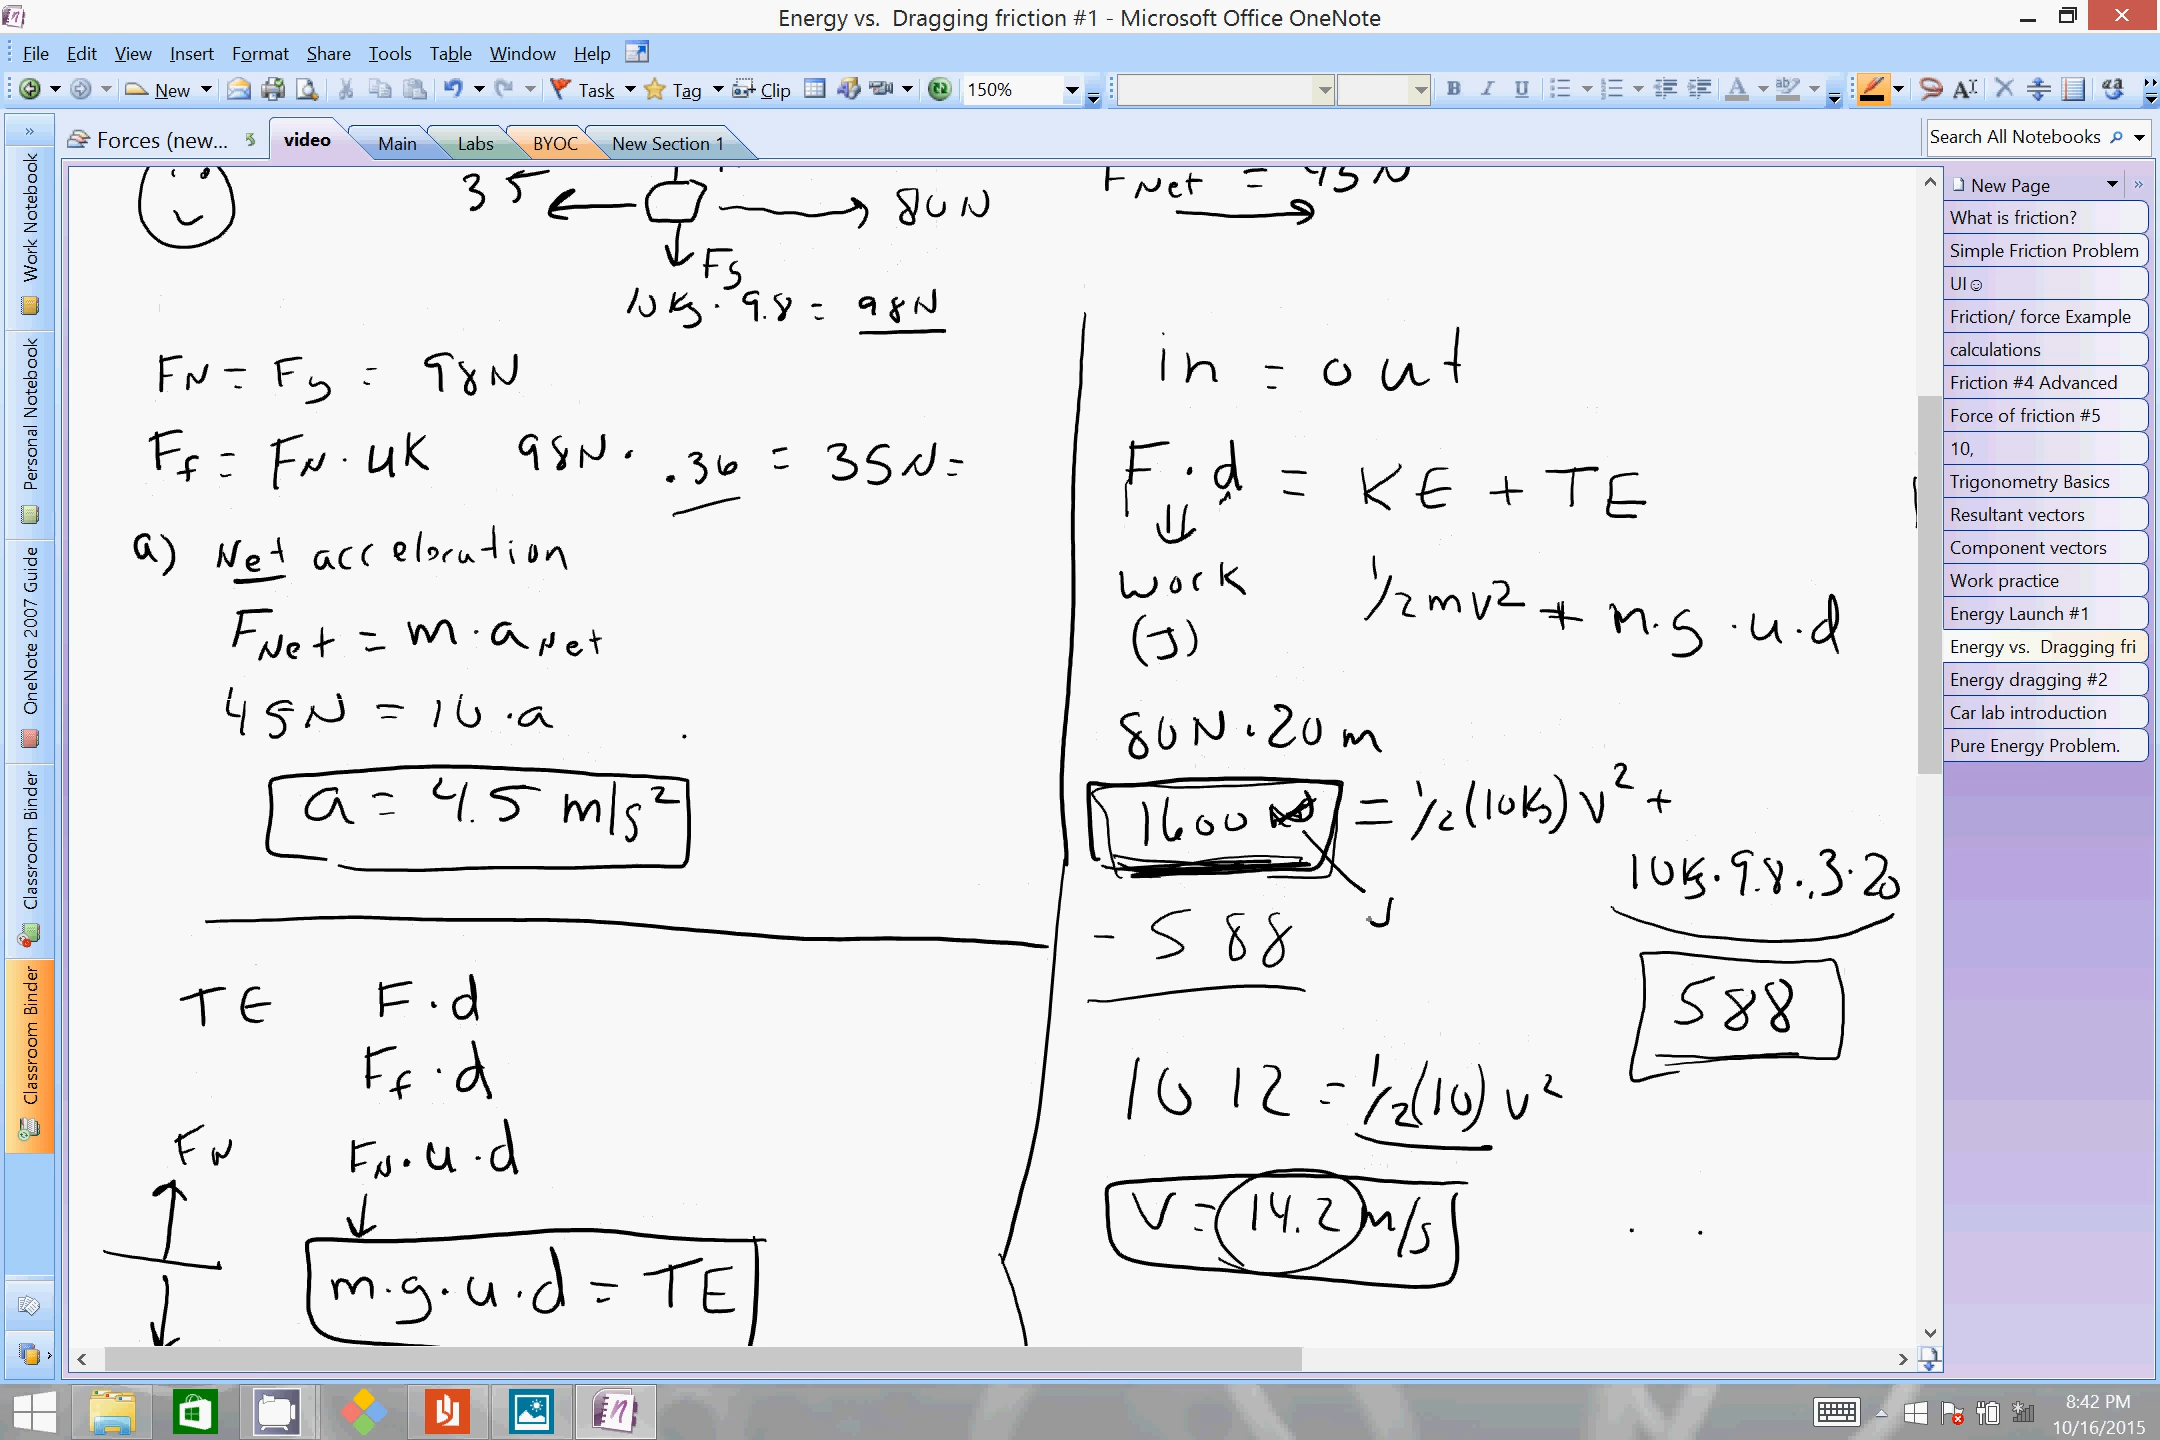 Energy vs.  Dragging friction #1 - Microsoft Office OneNote
File Edit View Insert Format Share Tools Table Window Help
New Task Tag Clip 150%
Forces (new... video Main Labs BYOC New Section 1
Search All Notebooks
Work Notebook
Personal Notebook
OneNote 2007 Guide
Classroom Binder
Classroom Binder
35 80N
Fg
10kg · 9.8 = 98N
FN = Fg = 98N
Ff = FN · uK 98N · .36 = 35N =
a) Net acceloration
FNet = m · aNet
45N = 10 · a
a = 4.5 m/s²
TE F · d
Ff · d
FN FN · u · d
m·g·u·d = TE
FNet = 45N
in = out
F · d = KE + TE
Work 1/2mv² + m·g·u·d
(J)
80N · 20m
1600 = 1/2(10kg)v² +
J
10kg·9.8·.3·20
- 588
588
1012 = 1/2(10)v²
V = 14.2 m/s
New Page
What is friction?
Simple Friction Problem
UI☺
Friction/ force Example
calculations
Friction #4 Advanced
Force of friction #5
10,
Trigonometry Basics
Resultant vectors
Component vectors
Work practice
Energy Launch #1
Energy vs.  Dragging fri
Energy dragging #2
Car lab introduction
Pure Energy Problem.
8:42 PM
10/16/2015